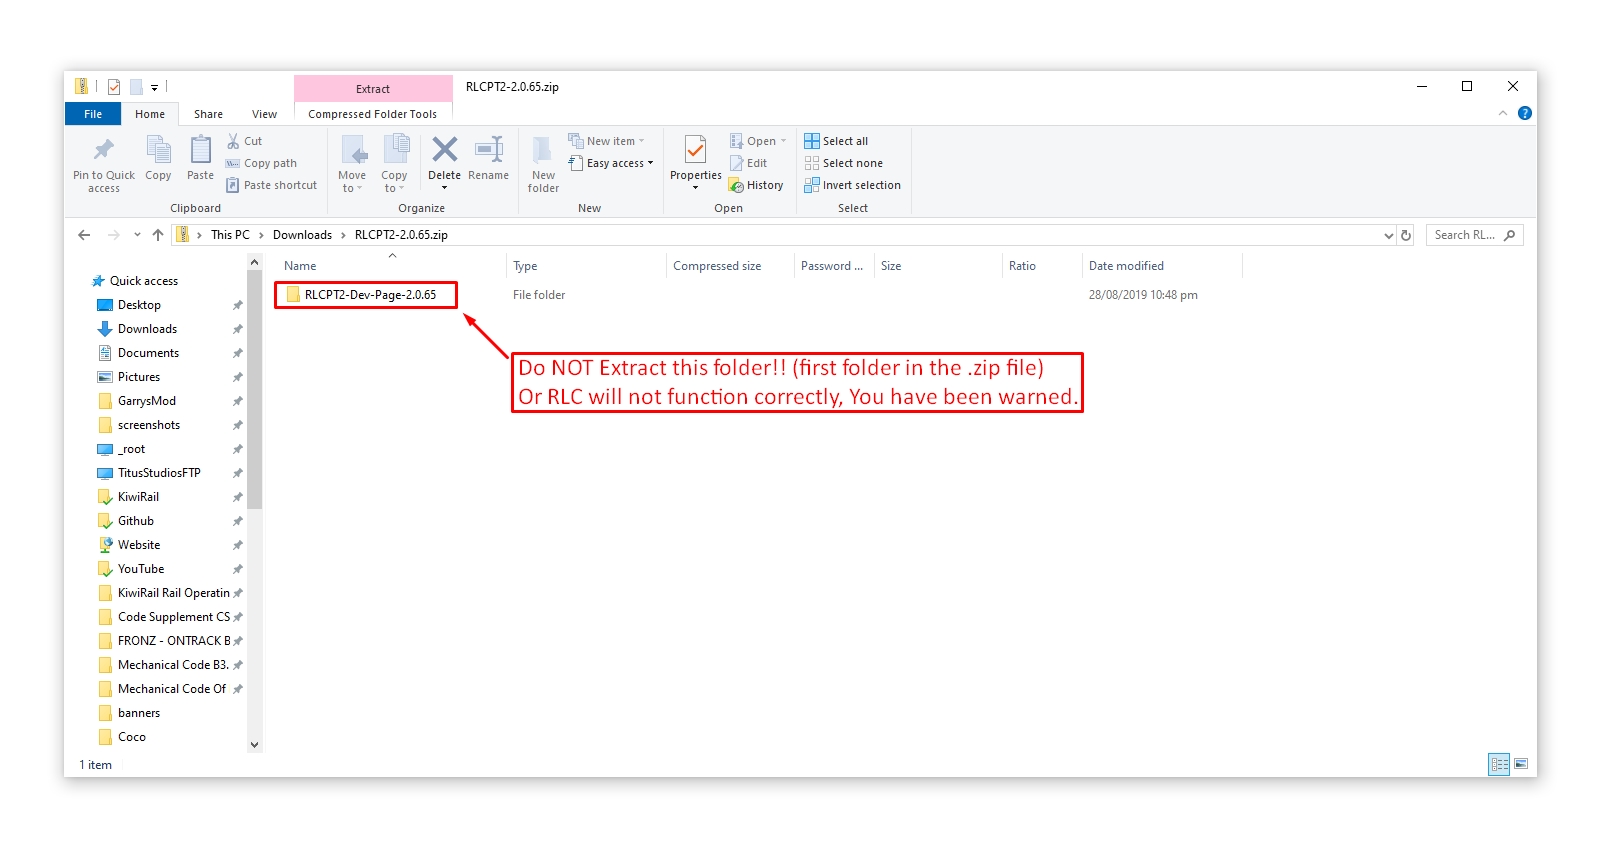 Extract
RLCPT2-2.0.65.zip
File
Home
Share
View
Compressed Folder Tools
Pin to Quick
access
Copy
Paste
Cut
Copy path
Paste shortcut
Clipboard
Move
to
Copy
to
Delete
Rename
Organize
New
folder
New item
Easy access
New
Properties
Open
Edit
History
Open
Select all
Select none
Invert selection
Select
This PC > Downloads > RLCPT2-2.0.65.zip
Search RL...
Name
Type
Compressed size
Password ...
Size
Ratio
Date modified
RLCPT2-Dev-Page-2.0.65
File folder
28/08/2019 10:48 pm
Do NOT Extract this folder!! (first folder in the .zip file)
Or RLC will not function correctly, You have been warned.
Quick access
Desktop
Downloads
Documents
Pictures
GarrysMod
screenshots
_root
TitusStudiosFTP
KiwiRail
Github
Website
YouTube
KiwiRail Rail Operatin
Code Supplement CS
FRONZ - ONTRACK B
Mechanical Code B3.
Mechanical Code Of
banners
Coco
1 item